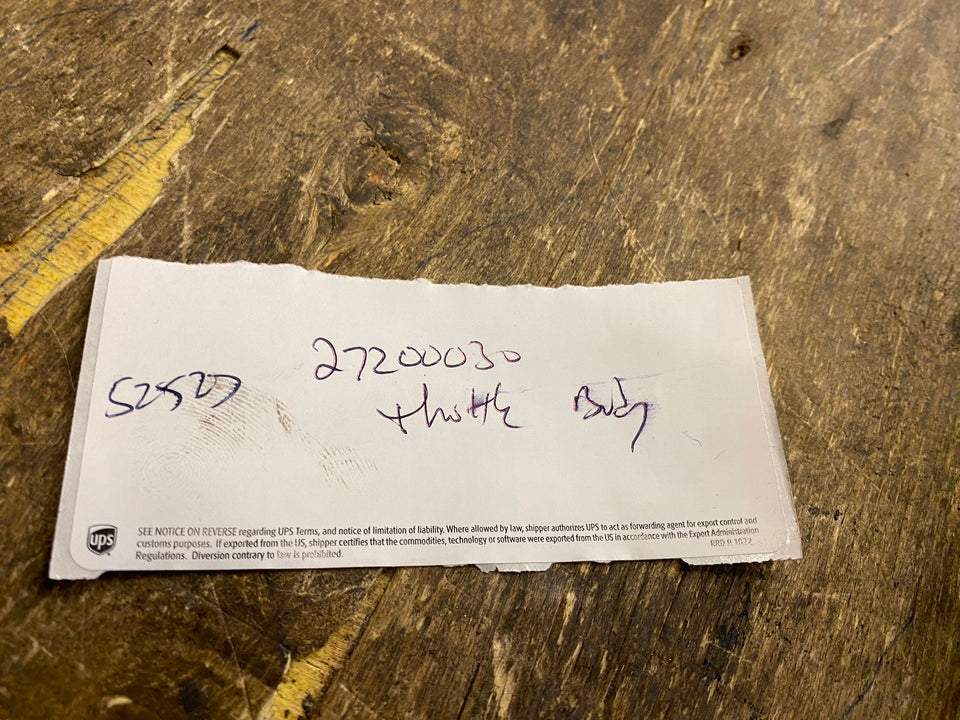 27200030
52527
throttle Body
ups
SEE NOTICE ON REVERSE regarding UPS Terms, and notice of limitation of liability. Where allowed by law, shipper authorizes UPS to act as forwarding agent for export control and
customs purposes. If exported from the US, shipper certifies that the commodities, technology or software were exported from the US in accordance with the Export Administration
Regulations. Diversion contrary to law is prohibited.